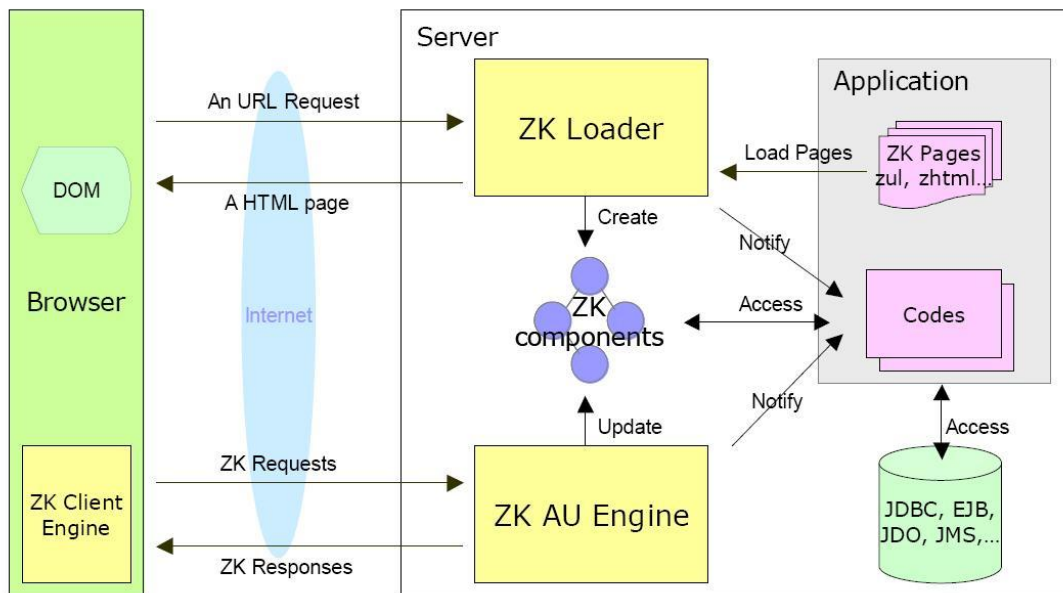 Server
Application
An URL Request
ZK Loader
Load Pages
ZK Pages
zul, zhtml...
DOM
A HTML page
Create
Notify
Browser
Internet
ZK
components
Access
Codes
Notify
Update
Access
ZK Requests
ZK Client
Engine
ZK AU Engine
JDBC, EJB,
JDO, JMS,...
ZK Responses